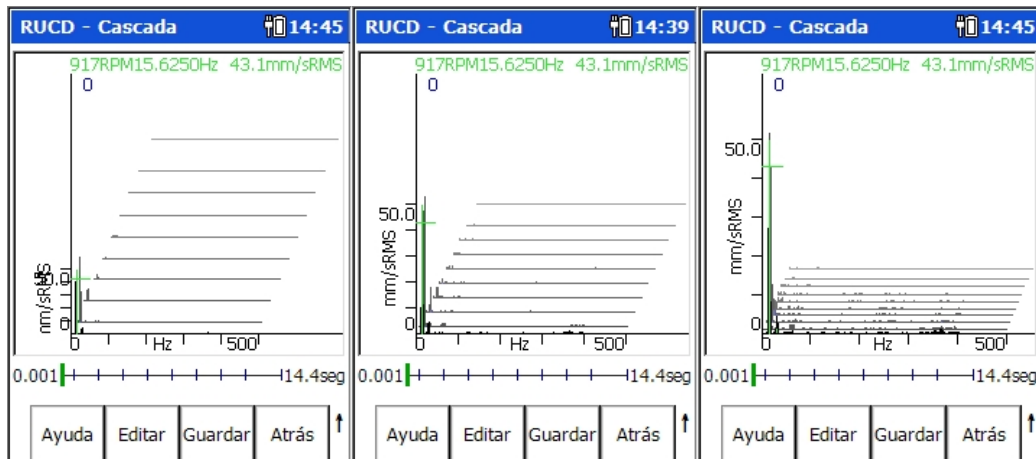 RUCD - Cascada 14:45
917RPM15.6250Hz 43.1mm/sRMS
0
50.0
mm/sRMS
0
0 Hz 500
0.001 14.4seg
Ayuda Editar Guardar Atrás
RUCD - Cascada 14:39
917RPM15.6250Hz 43.1mm/sRMS
0
50.0
mm/sRMS
0
0 Hz 500
0.001 14.4seg
Ayuda Editar Guardar Atrás
RUCD - Cascada 14:45
917RPM15.6250Hz 43.1mm/sRMS
0
50.0
mm/sRMS
0
0 Hz 500
0.001 14.4seg
Ayuda Editar Guardar Atrás